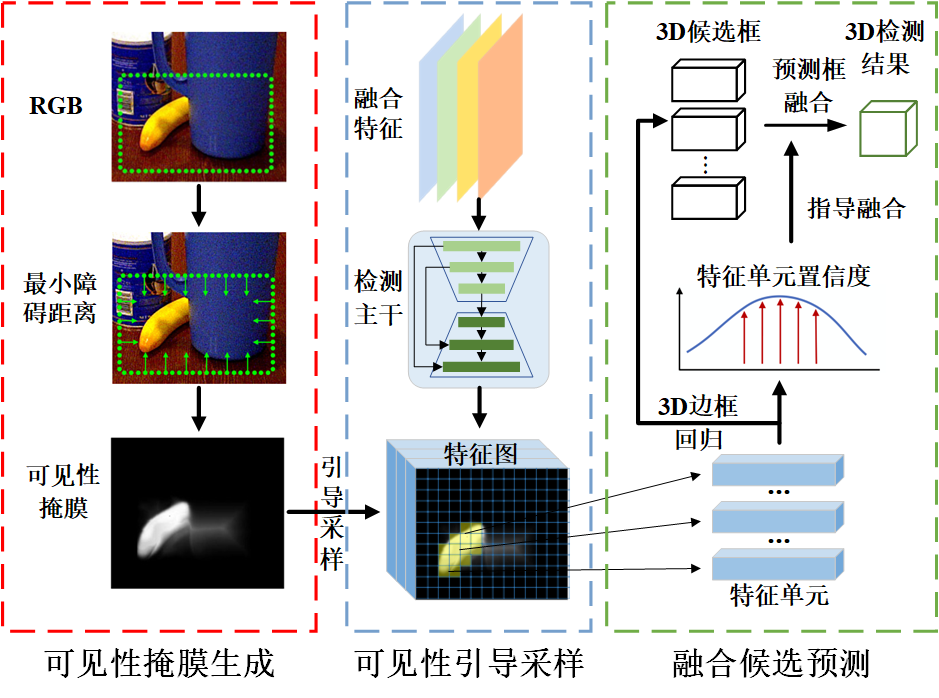 RGB
最小障
碍距离
可见性
掩膜
可见性掩膜生成
引
导
采
样
融合
特征
检测
主干
特征图
可见性引导采样
3D候选框
3D检测
结果
预测框
融合
指导融合
特征单元置信度
3D边框
回归
特征单元
融合候选预测